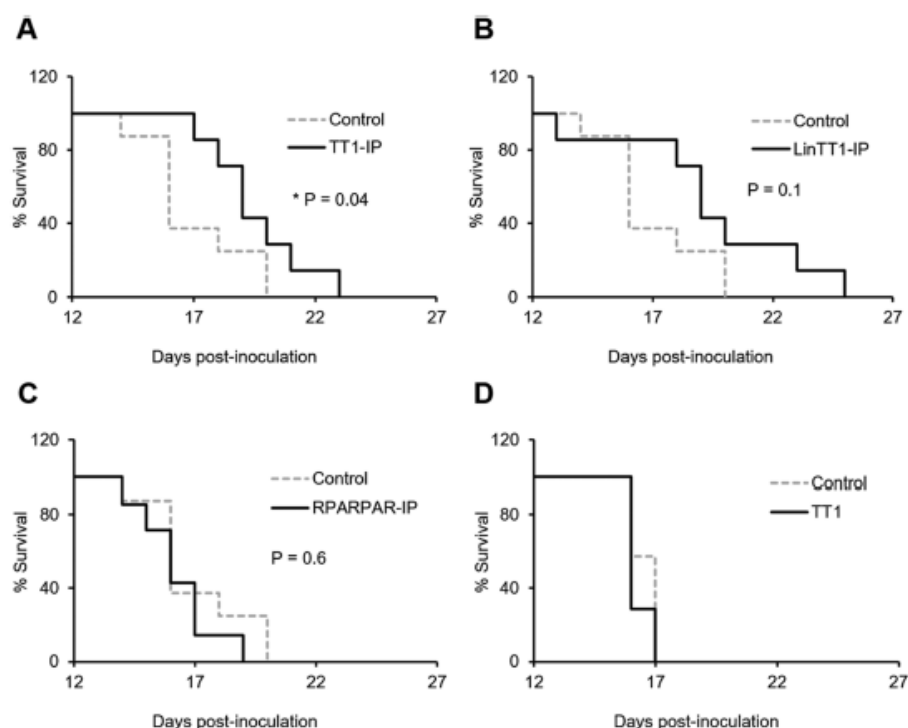 A
120
80
40
0
% Survival
Control
TT1-IP
* P = 0.04
12 17 22 27
Days post-inoculation
B
120
80
40
0
% Survival
Control
LinTT1-IP
P = 0.1
12 17 22 27
Days post-inoculation
C
120
80
40
0
% Survival
Control
RPARPAR-IP
P = 0.6
12 17 22 27
Days post-inoculation
D
120
80
40
0
% Survival
Control
TT1
12 17 22 27
Days post-inoculation